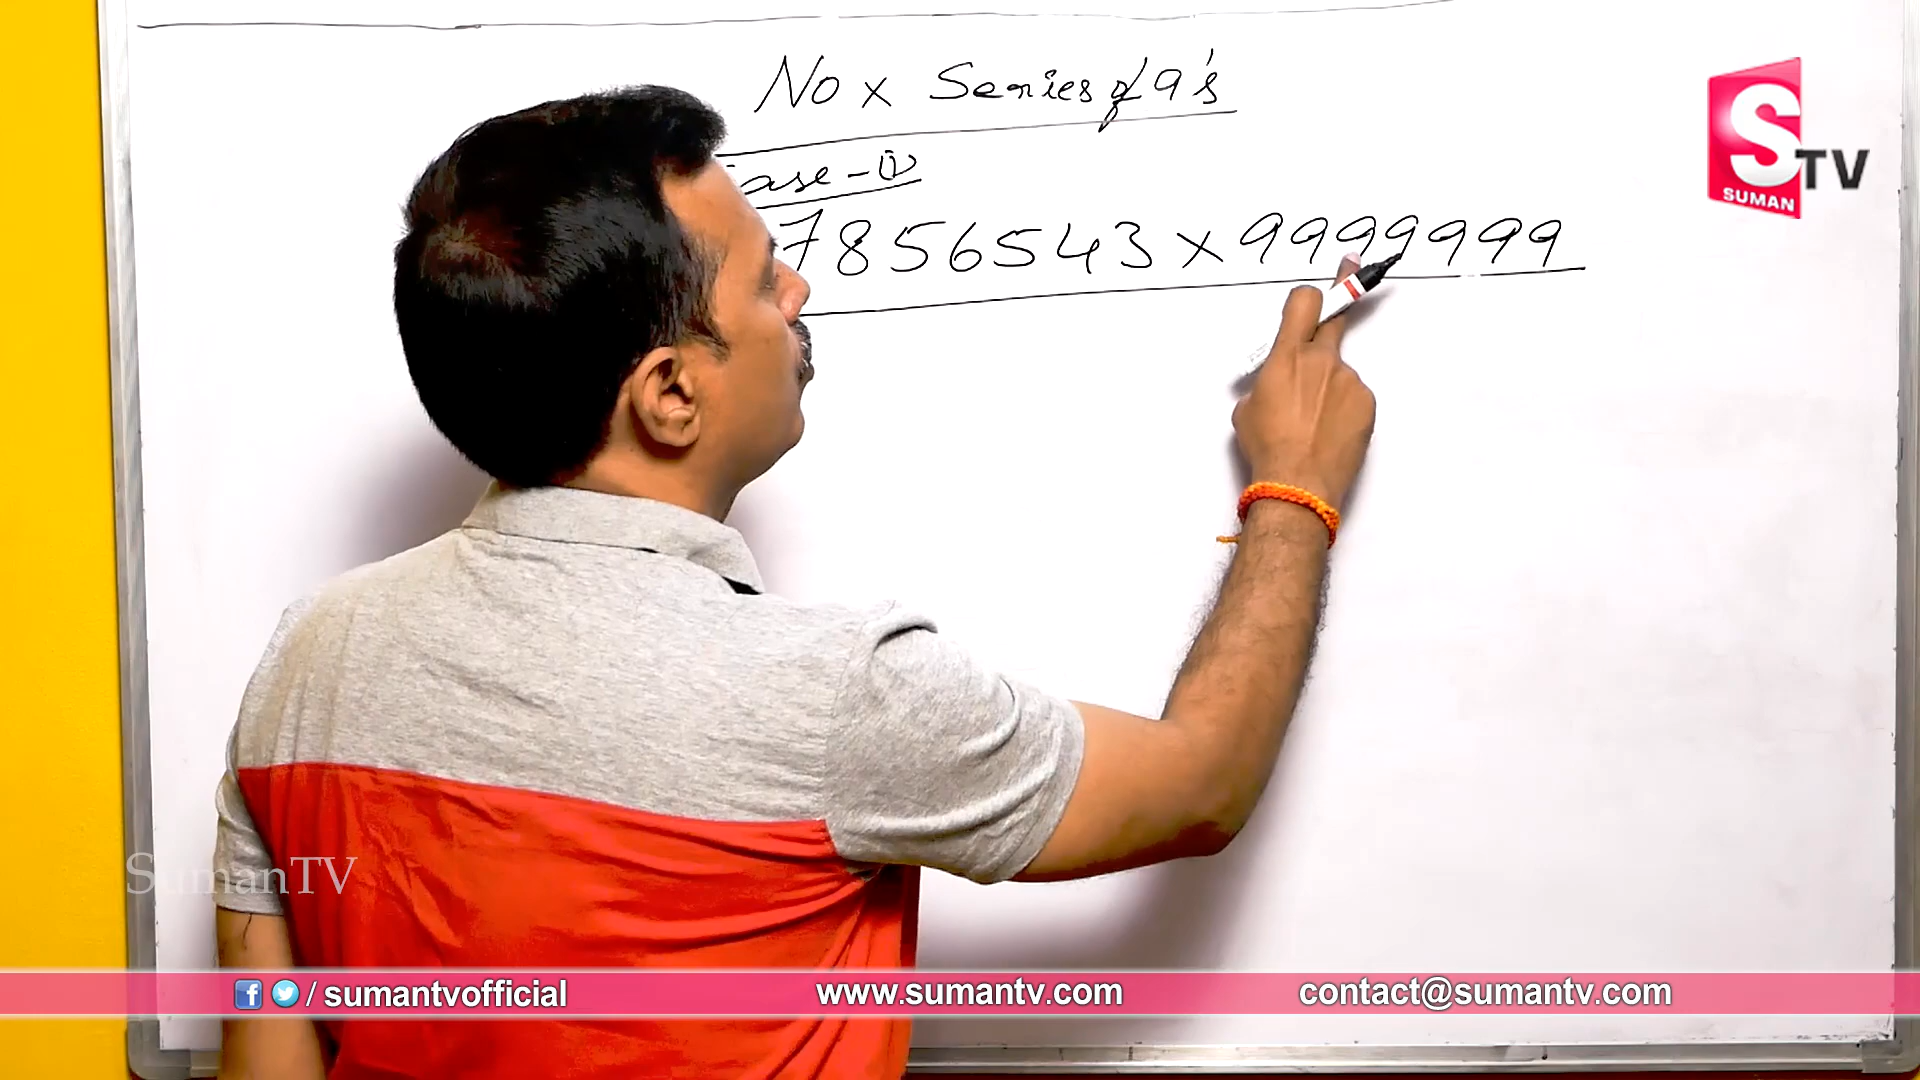 No x Series of 9's
ase - ①
7856543 x 9999999
S TV
SUMAN
SumanTV
/ sumantvofficial
www.sumantv.com
contact@sumantv.com